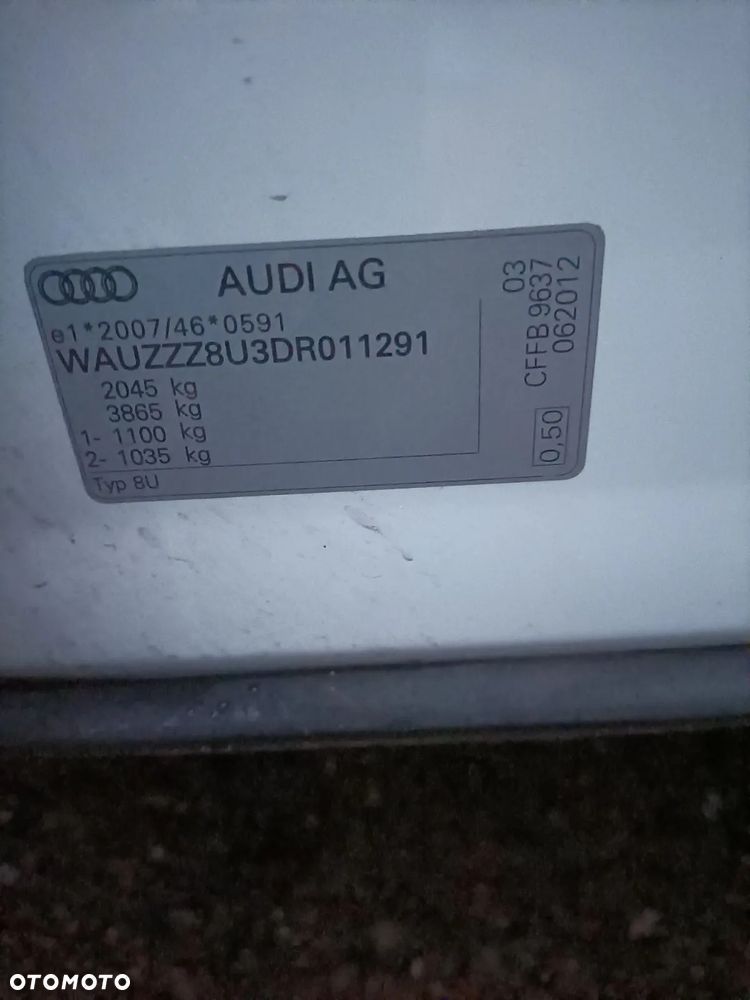 AUDI AG
e1*2007/46*0591
WAUZZZ8U3DR011291
2045 kg
3865 kg
1- 1100 kg
2- 1035 kg
Typ 8U
03
CFFB 9637
062012
0,50
OTOMOTO